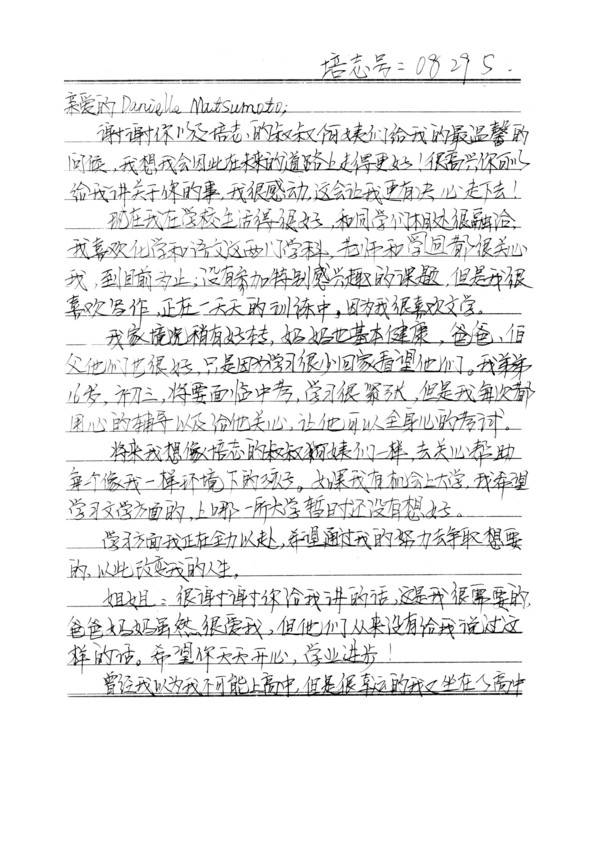 培志号：08295.
亲爱的Danielle Matsumoto：
谢谢你以及培志的叔叔何姨们给我的最温馨的
问候，我想我会因此在未来的道路上走得更好！很高兴你可以
给我讲关于你的事，我很感动，这会让我更有决心走下去！
现在我在学校生活得很好，和同学们相处很融洽，
我喜欢化学和语文这两门学科，老师和学同都很关心
我，到目前为止，没有参加特别感兴趣的课题，但是我很
喜欢写作，正在一天天的训练中，因为我很喜欢文学。
我家境况稍有好转，妈妈也基本健康，爸爸、伯
父他们也很好，只是因为学习很少回家看望他们。我弟弟
16岁，初三，将要面临中考，学习很紧张，但是我每次都
用心的辅导以及给他关心，让他可以全身心的考试。
将来我想像培志的叔叔阿姨们一样，去关心帮助
每个像我一样环境下的孩子。如果我有机会上大学，我希望
学习文学方面的，上哪一所大学暂时还没有想好。
学习方面我正在全力以赴，希望通过我的努力去争取想要
的，以此改变我的人生。
姐姐：很谢谢你给我讲的话，这是我很需要的，
爸爸妈妈虽然很爱我，但他们从来没有给我说过这
样的话。希望你天天开心，学业进步！
曾经我以为我不可能上高中，但是很幸运的我又坐在了高中